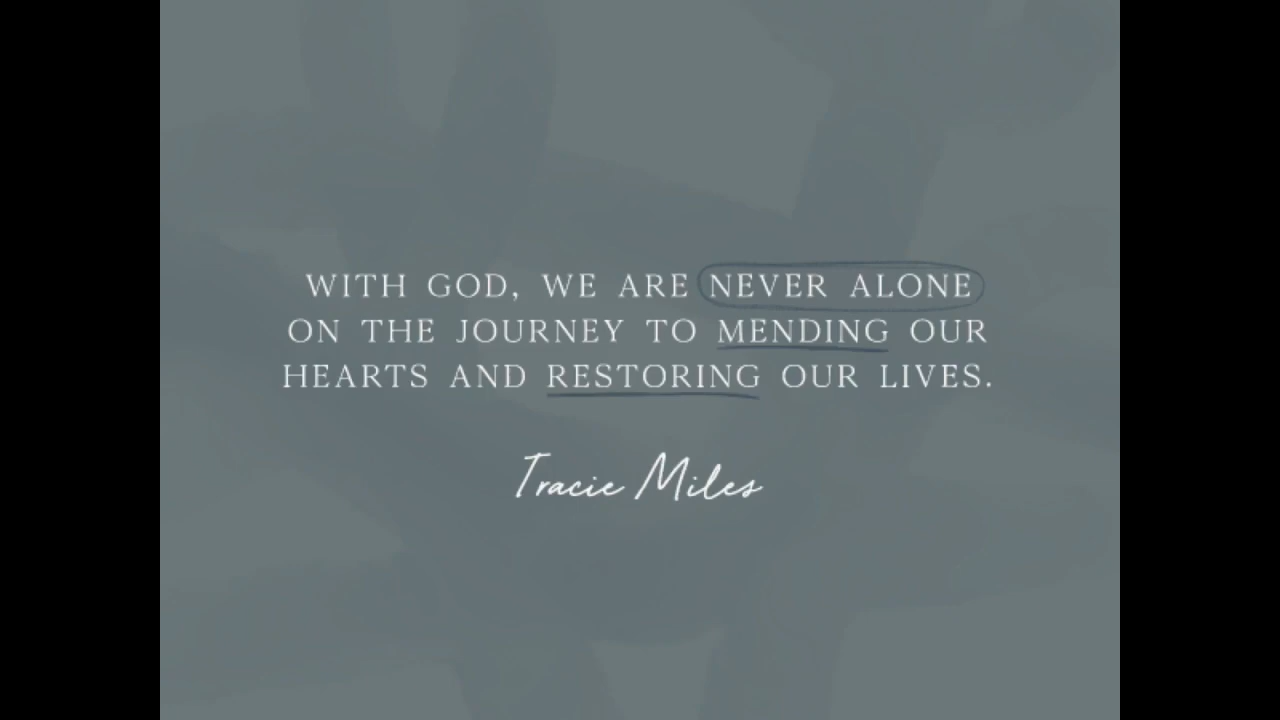 WITH GOD, WE ARE NEVER ALONE
ON THE JOURNEY TO MENDING OUR
HEARTS AND RESTORING OUR LIVES.
Tracie Miles